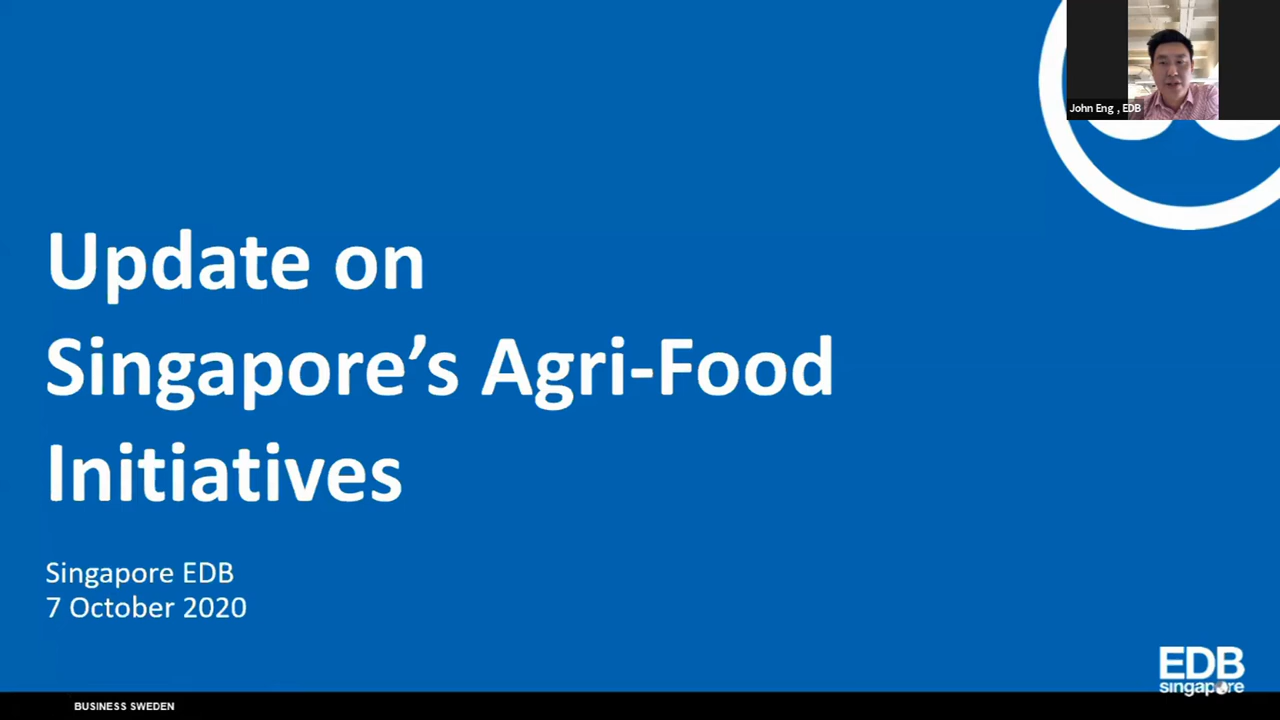 John Eng , EDB
Update on
Singapore’s Agri-Food
Initiatives
Singapore EDB
7 October 2020
EDB
singapore
BUSINESS SWEDEN